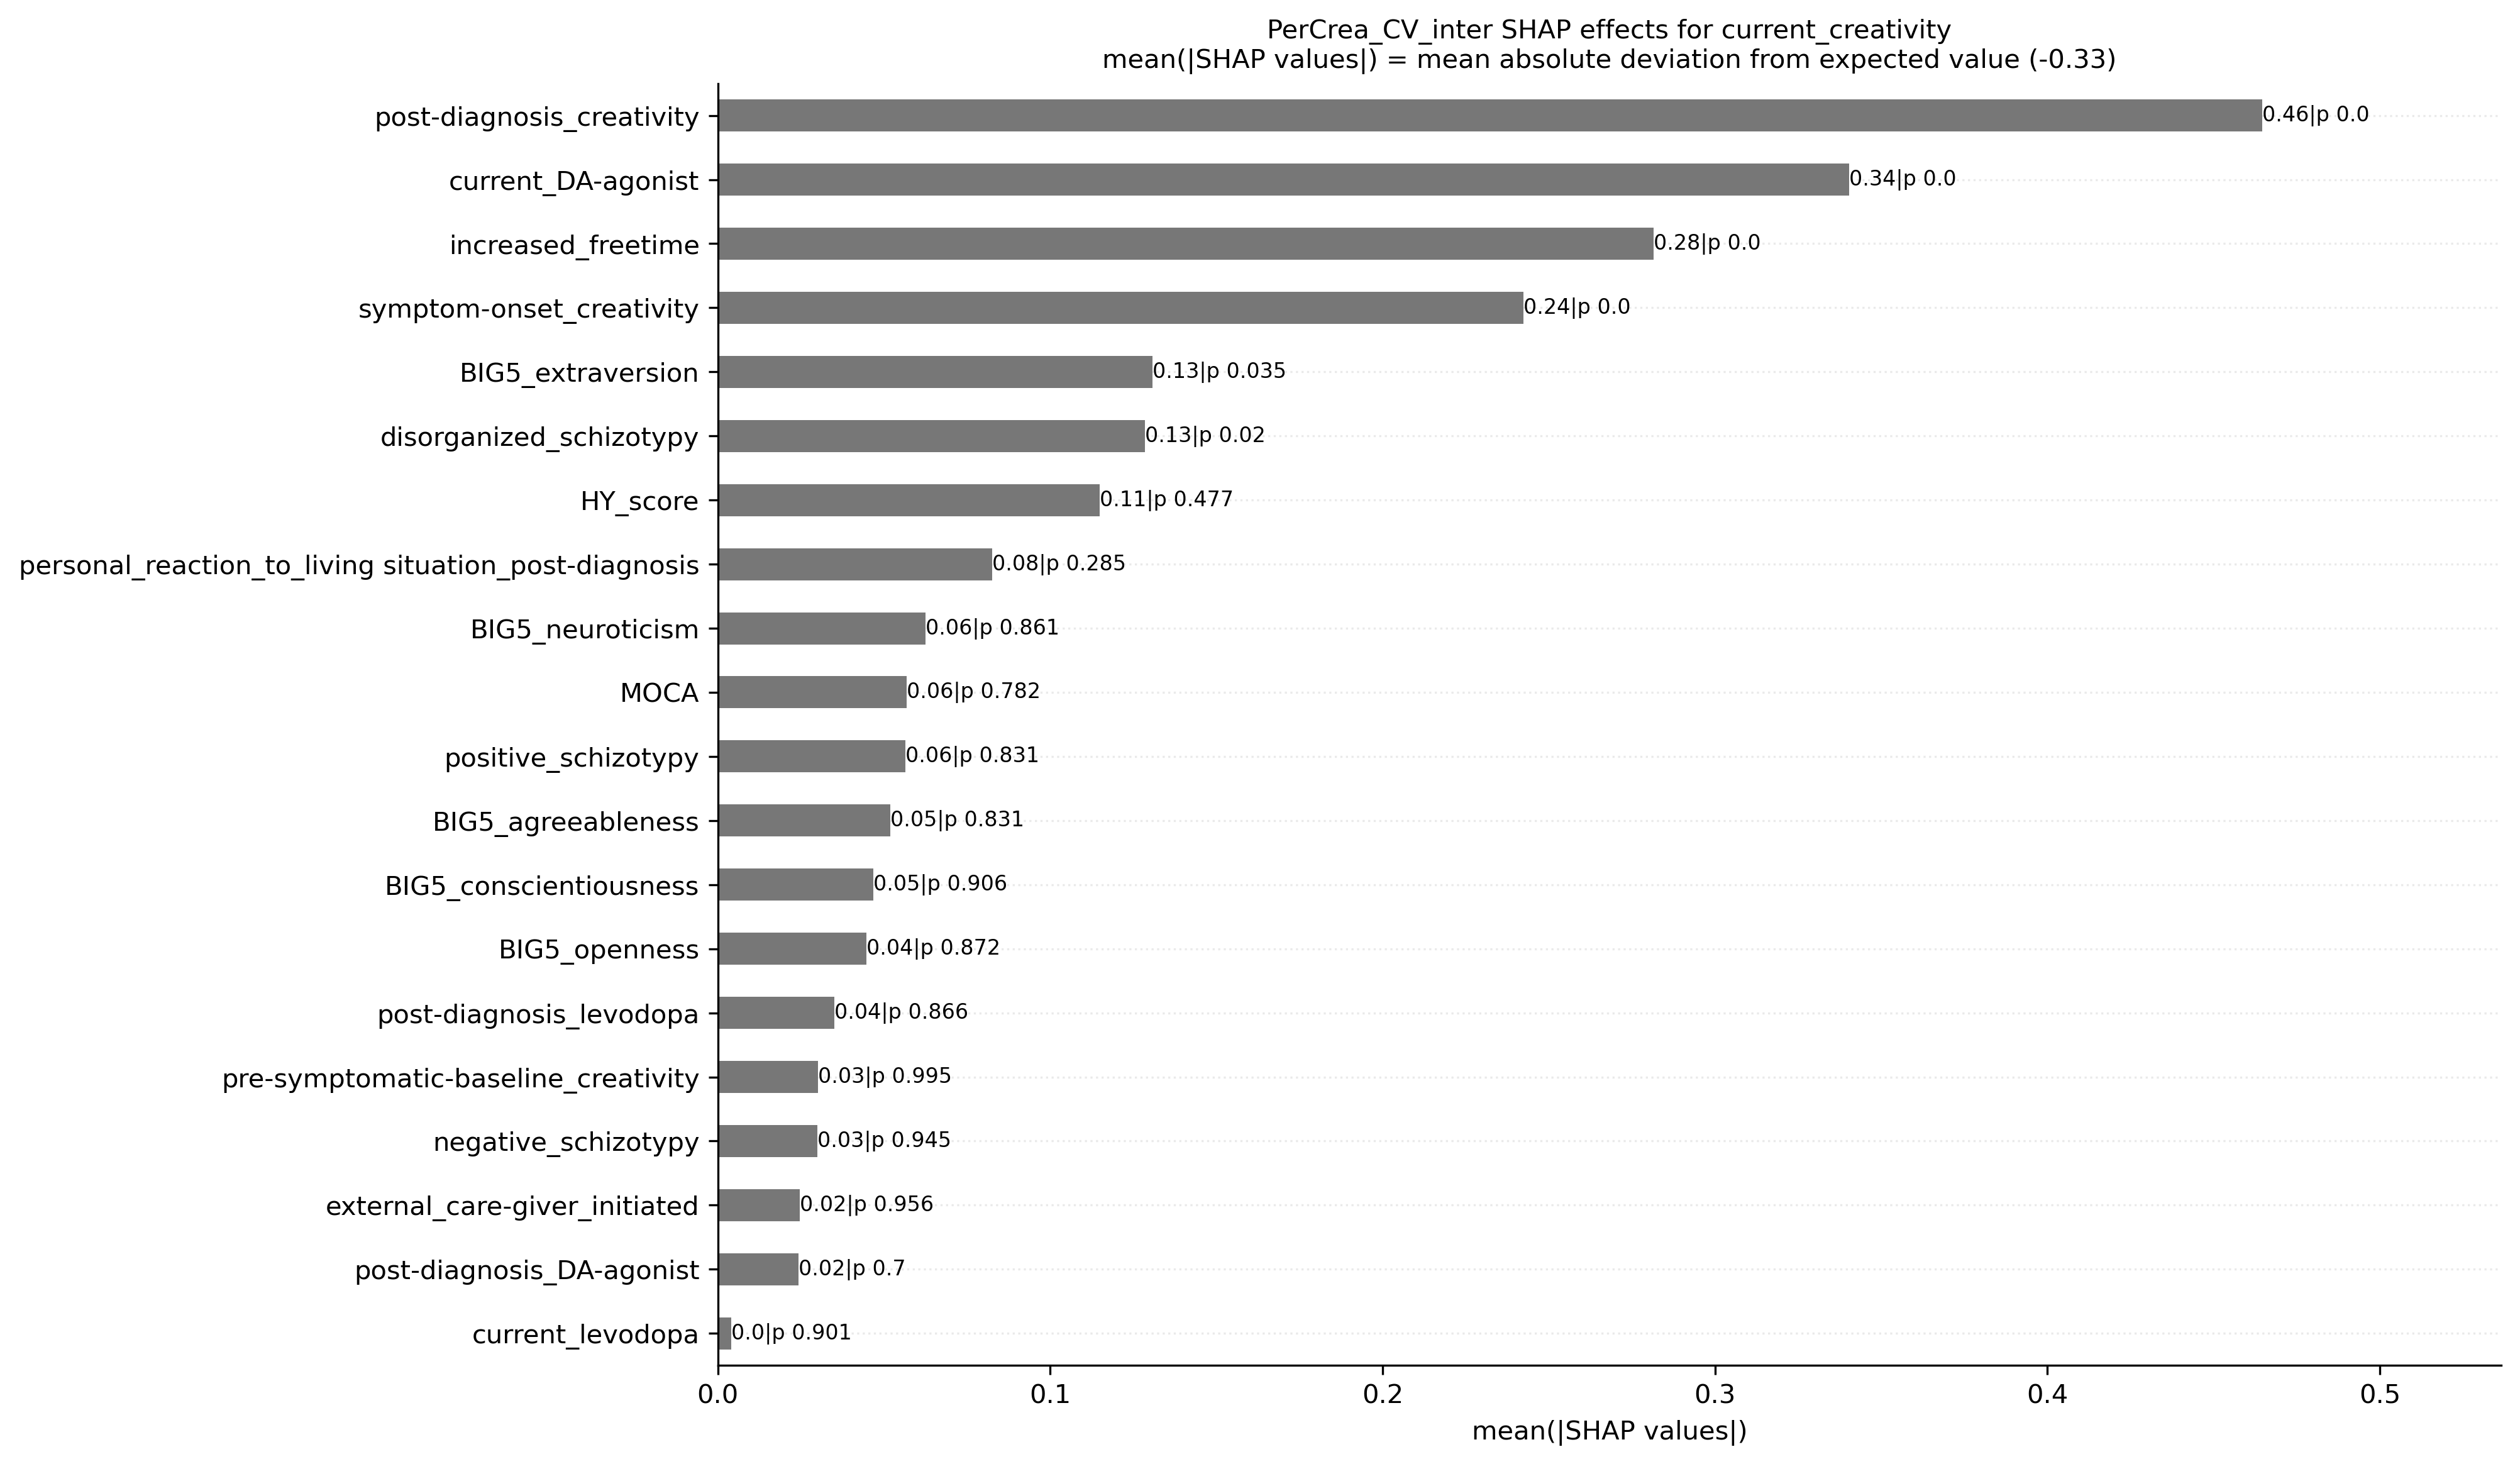 PerCrea_CV_inter SHAP effects for current_creativity
mean(|SHAP values|) = mean absolute deviation from expected value (-0.33)
post-diagnosis_creativity 0.46|p 0.0
current_DA-agonist 0.34|p 0.0
increased_freetime 0.28|p 0.0
symptom-onset_creativity 0.24|p 0.0
BIG5_extraversion 0.13|p 0.035
disorganized_schizotypy 0.13|p 0.02
HY_score 0.11|p 0.477
personal_reaction_to_living situation_post-diagnosis 0.08|p 0.285
BIG5_neuroticism 0.06|p 0.861
MOCA 0.06|p 0.782
positive_schizotypy 0.06|p 0.831
BIG5_agreeableness 0.05|p 0.831
BIG5_conscientiousness 0.05|p 0.906
BIG5_openness 0.04|p 0.872
post-diagnosis_levodopa 0.04|p 0.866
pre-symptomatic-baseline_creativity 0.03|p 0.995
negative_schizotypy 0.03|p 0.945
external_care-giver_initiated 0.02|p 0.956
post-diagnosis_DA-agonist 0.02|p 0.7
current_levodopa 0.0|p 0.901
0.0 0.1 0.2 0.3 0.4 0.5
mean(|SHAP values|)